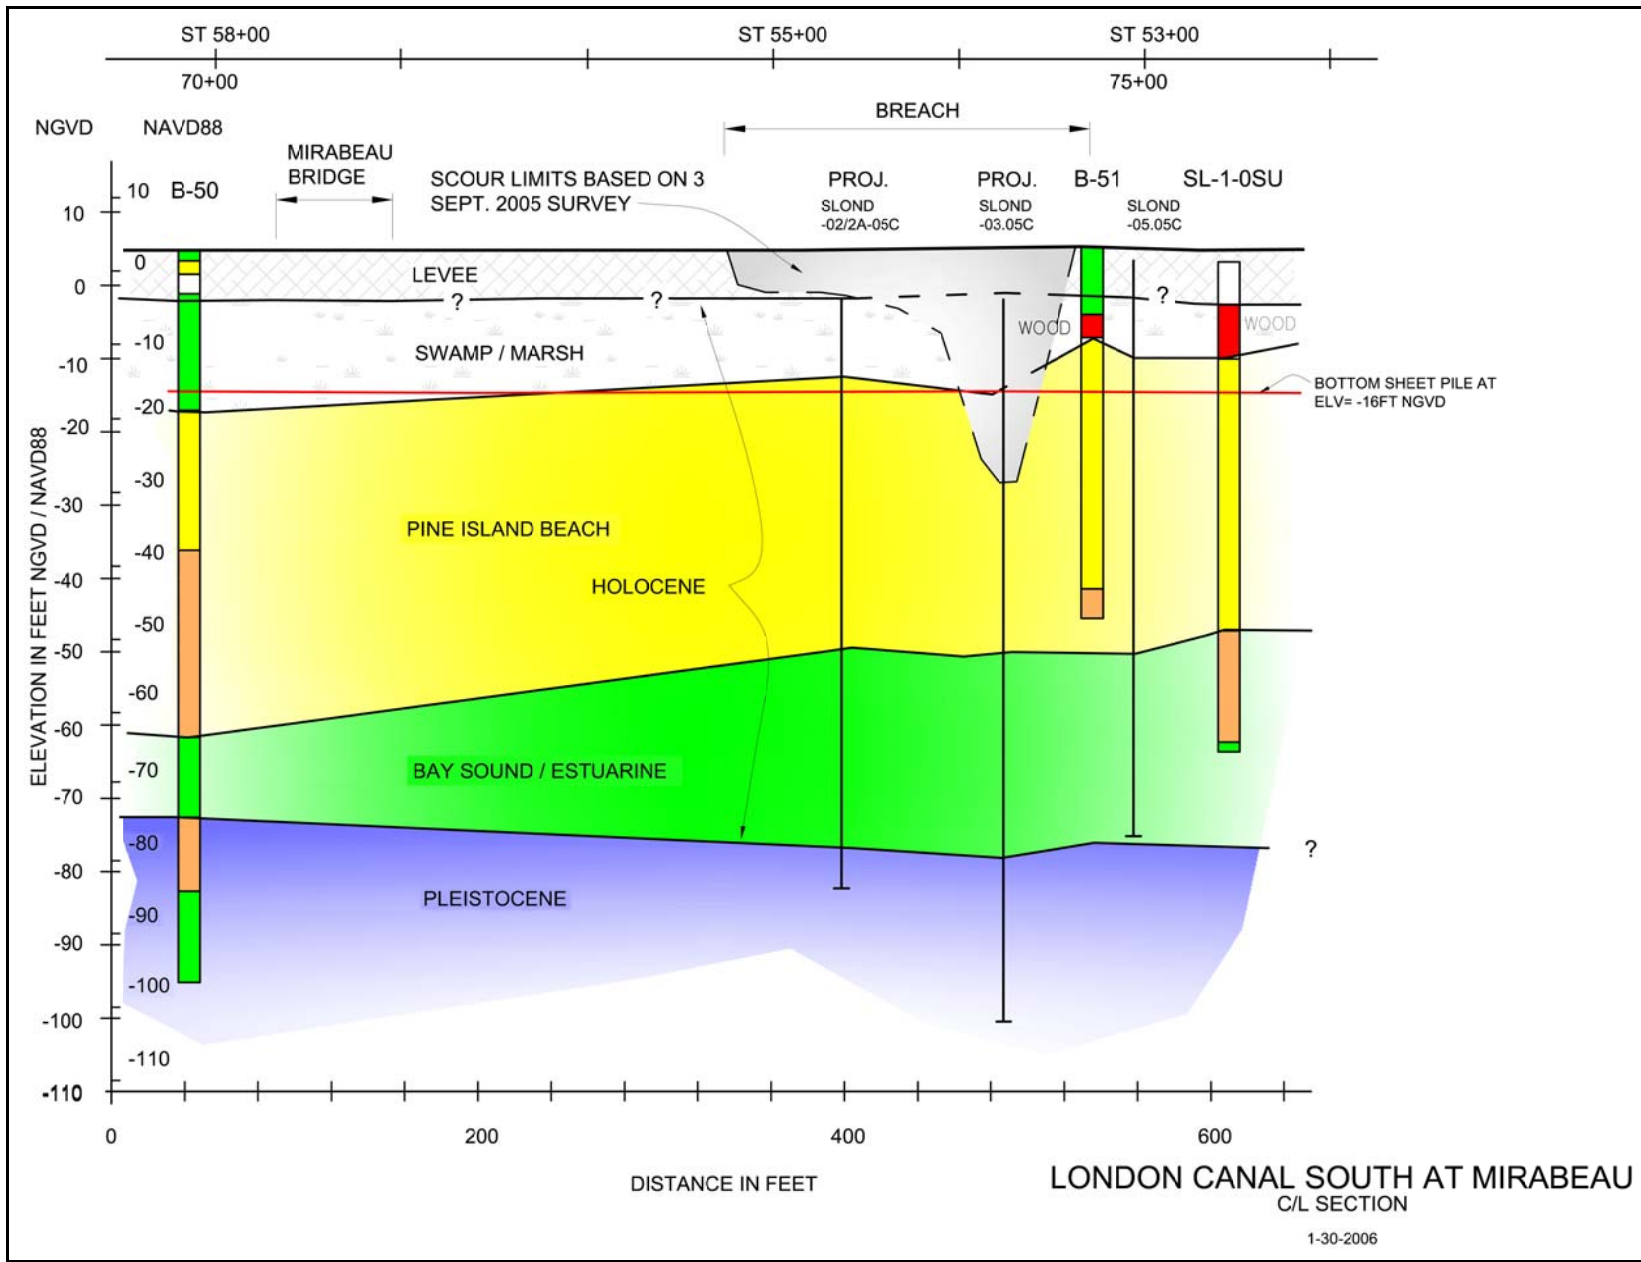 ST 58+00
ST 55+00
ST 53+00
70+00
75+00
BREACH
NGVD
NAVD88
MIRABEAU
BRIDGE
B-50
SCOUR LIMITS BASED ON 3
SEPT. 2005 SURVEY
PROJ.
SLOND
-02/2A-05C
PROJ.
SLOND
-03.05C
B-51
SLOND
-05.05C
SL-1-0SU
10
0
-10
-20
-30
-40
-50
-60
-70
-80
-90
-100
-110
10
0
-10
-20
-30
-40
-50
-60
-70
-80
-90
-100
-110
ELEVATION IN FEET NGVD / NAVD88
LEVEE
?
?
?
WOOD
WOOD
SWAMP / MARSH
BOTTOM SHEET PILE AT
ELV= -16FT NGVD
PINE ISLAND BEACH
HOLOCENE
BAY SOUND / ESTUARINE
?
PLEISTOCENE
0
200
400
600
DISTANCE IN FEET
LONDON CANAL SOUTH AT MIRABEAU
C/L SECTION
1-30-2006